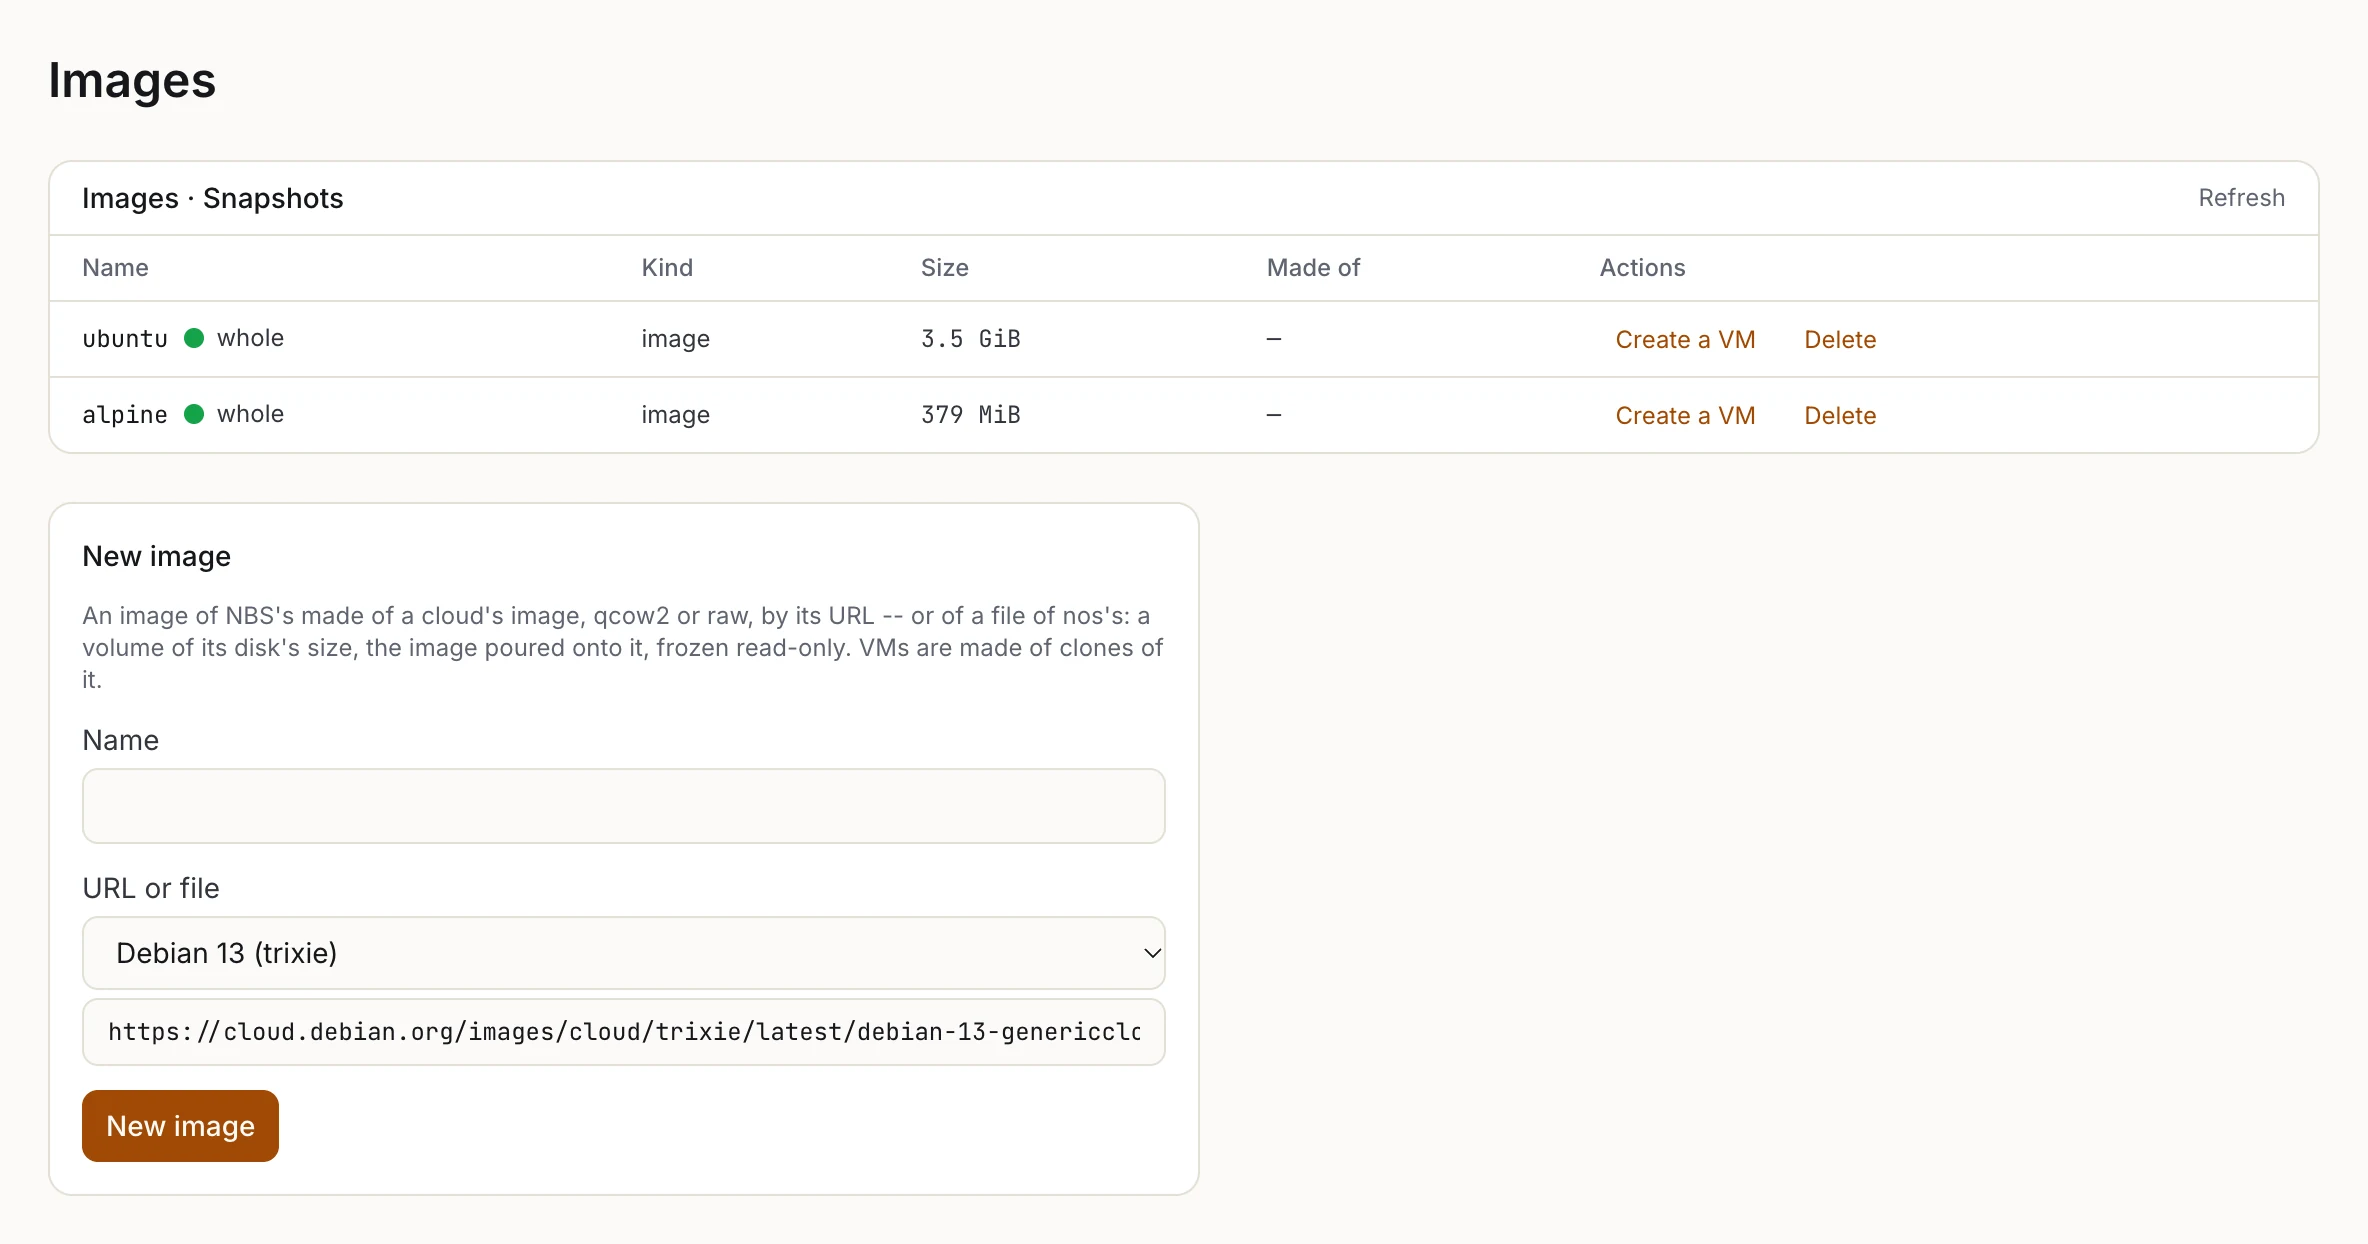 Images
Images · Snapshots
Refresh
Name Kind Size Made of Actions
ubuntu whole image 3.5 GiB — Create a VM Delete
alpine whole image 379 MiB — Create a VM Delete
New image
An image of NBS's made of a cloud's image, qcow2 or raw, by its URL -- or of a file of nos's: a
volume of its disk's size, the image poured onto it, frozen read-only. VMs are made of clones of
it.
Name
URL or file
Debian 13 (trixie)
https://cloud.debian.org/images/cloud/trixie/latest/debian-13-genericclo
New image